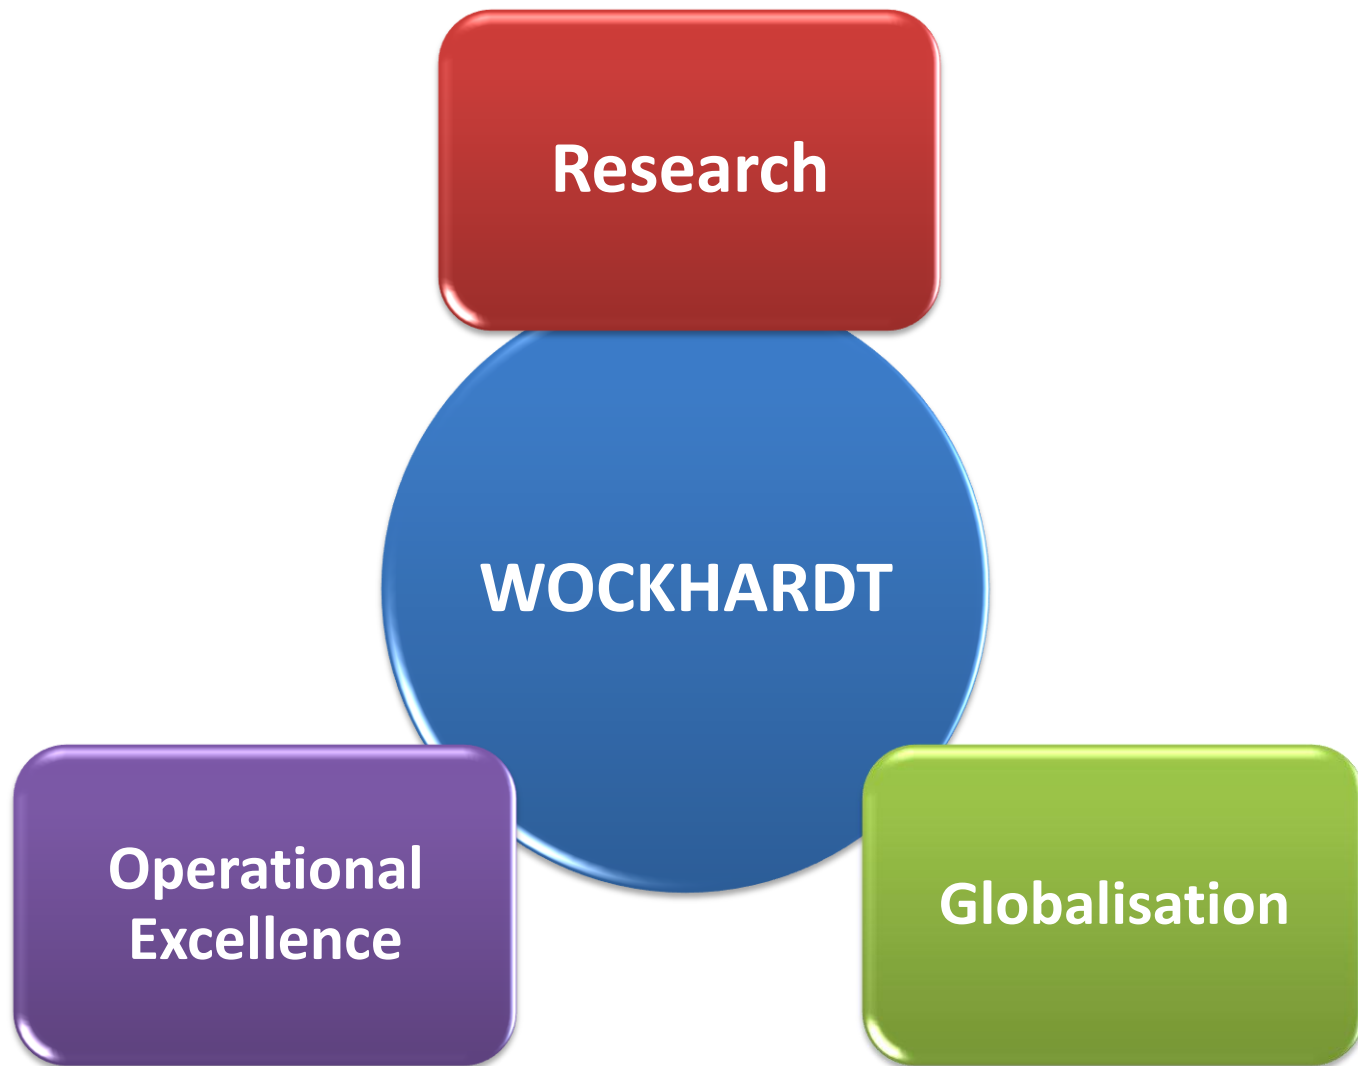 Research
WOCKHARDT
Operational
Excellence
Globalisation